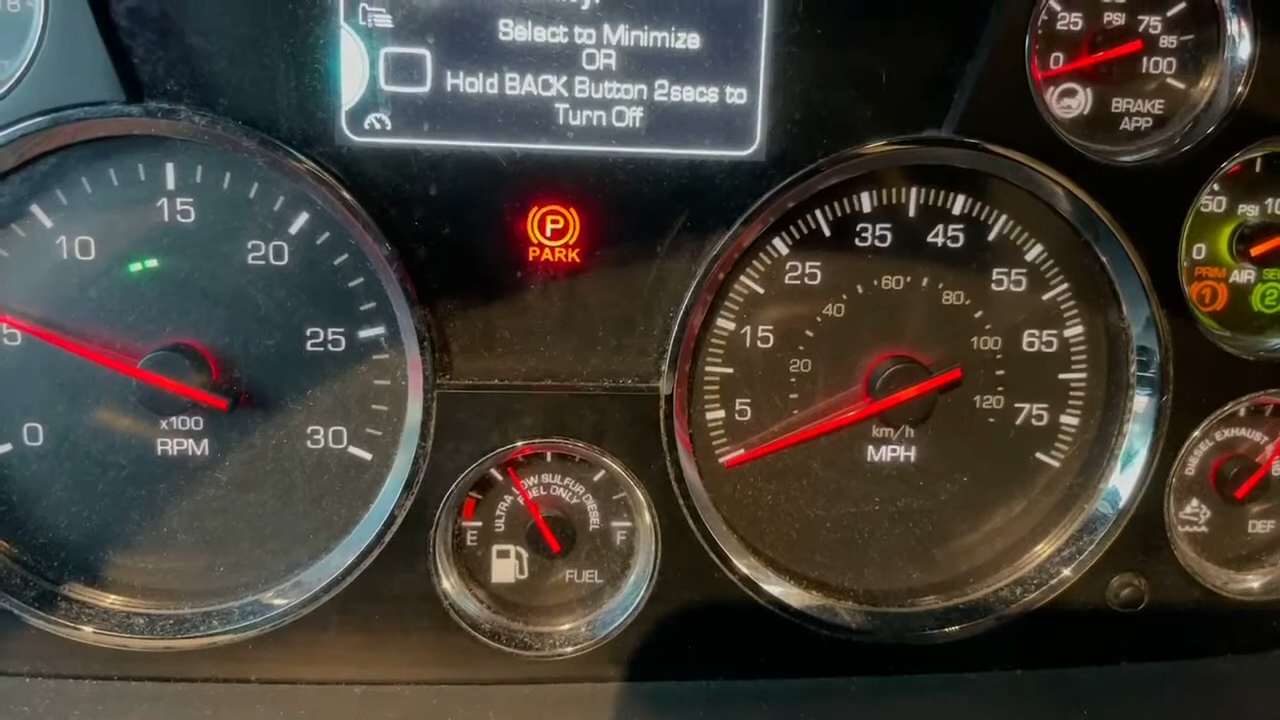 Select to Minimize
OR
Hold BACK Button 2secs to
Turn Off
0
5
10
15
20
25
30
x100
RPM
P
PARK
ULTRA LOW SULFUR DIESEL
FUEL ONLY
E
F
FUEL
5
15
25
35
45
55
65
75
20
40
60
80
100
120
km/h
MPH
0
25
PSI
75
85
100
BRAKE
APP
50
PSI
0
PRIM
AIR
1
2
DIESEL EXHAUST
DEF